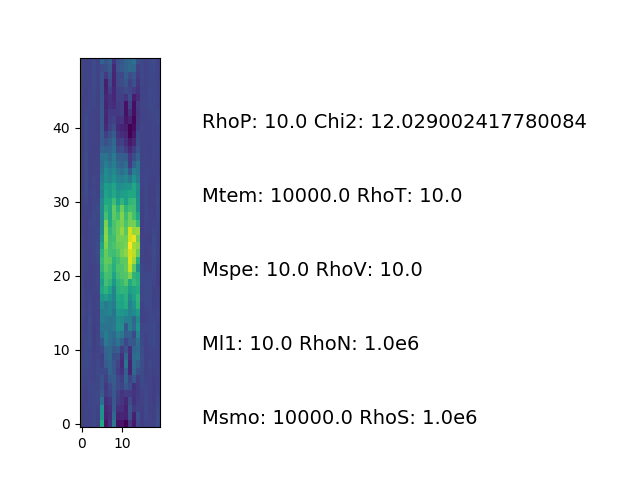 RhoP: 10.0 Chi2: 12.029002417780084
40
Mtem: 10000.0 RhoT: 10.0
30
Mspe: 10.0 RhoV: 10.0
20
Ml1: 10.0 RhoN: 1.0e6
10
Msmo: 10000.0 RhoS: 1.0e6
0
0 10